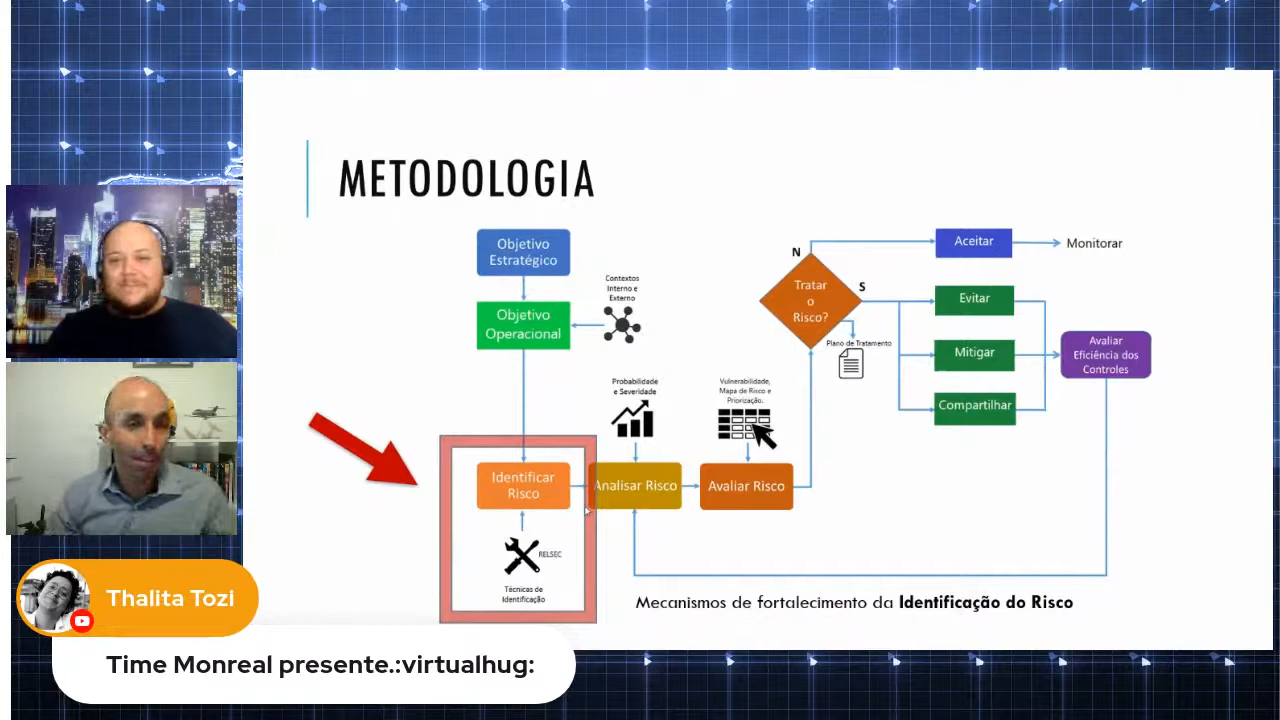 METODOLOGIA
Objetivo
Estratégico
Objetivo
Operacional
Contextos
Interno e
Externo
Identificar
Risco
RELSEC
Técnicas de
Identificação
Probabilidade
e Severidade
Analisar Risco
Vulnerabilidade,
Mapa de Risco e
Priorização.
Avaliar Risco
Tratar
o
Risco?
N
S
Plano de Tratamento
Aceitar
Monitorar
Evitar
Mitigar
Compartilhar
Avaliar
Eficiência dos
Controles
Mecanismos de fortalecimento da Identificação do Risco
Thalita Tozi
Time Monreal presente.:virtualhug: